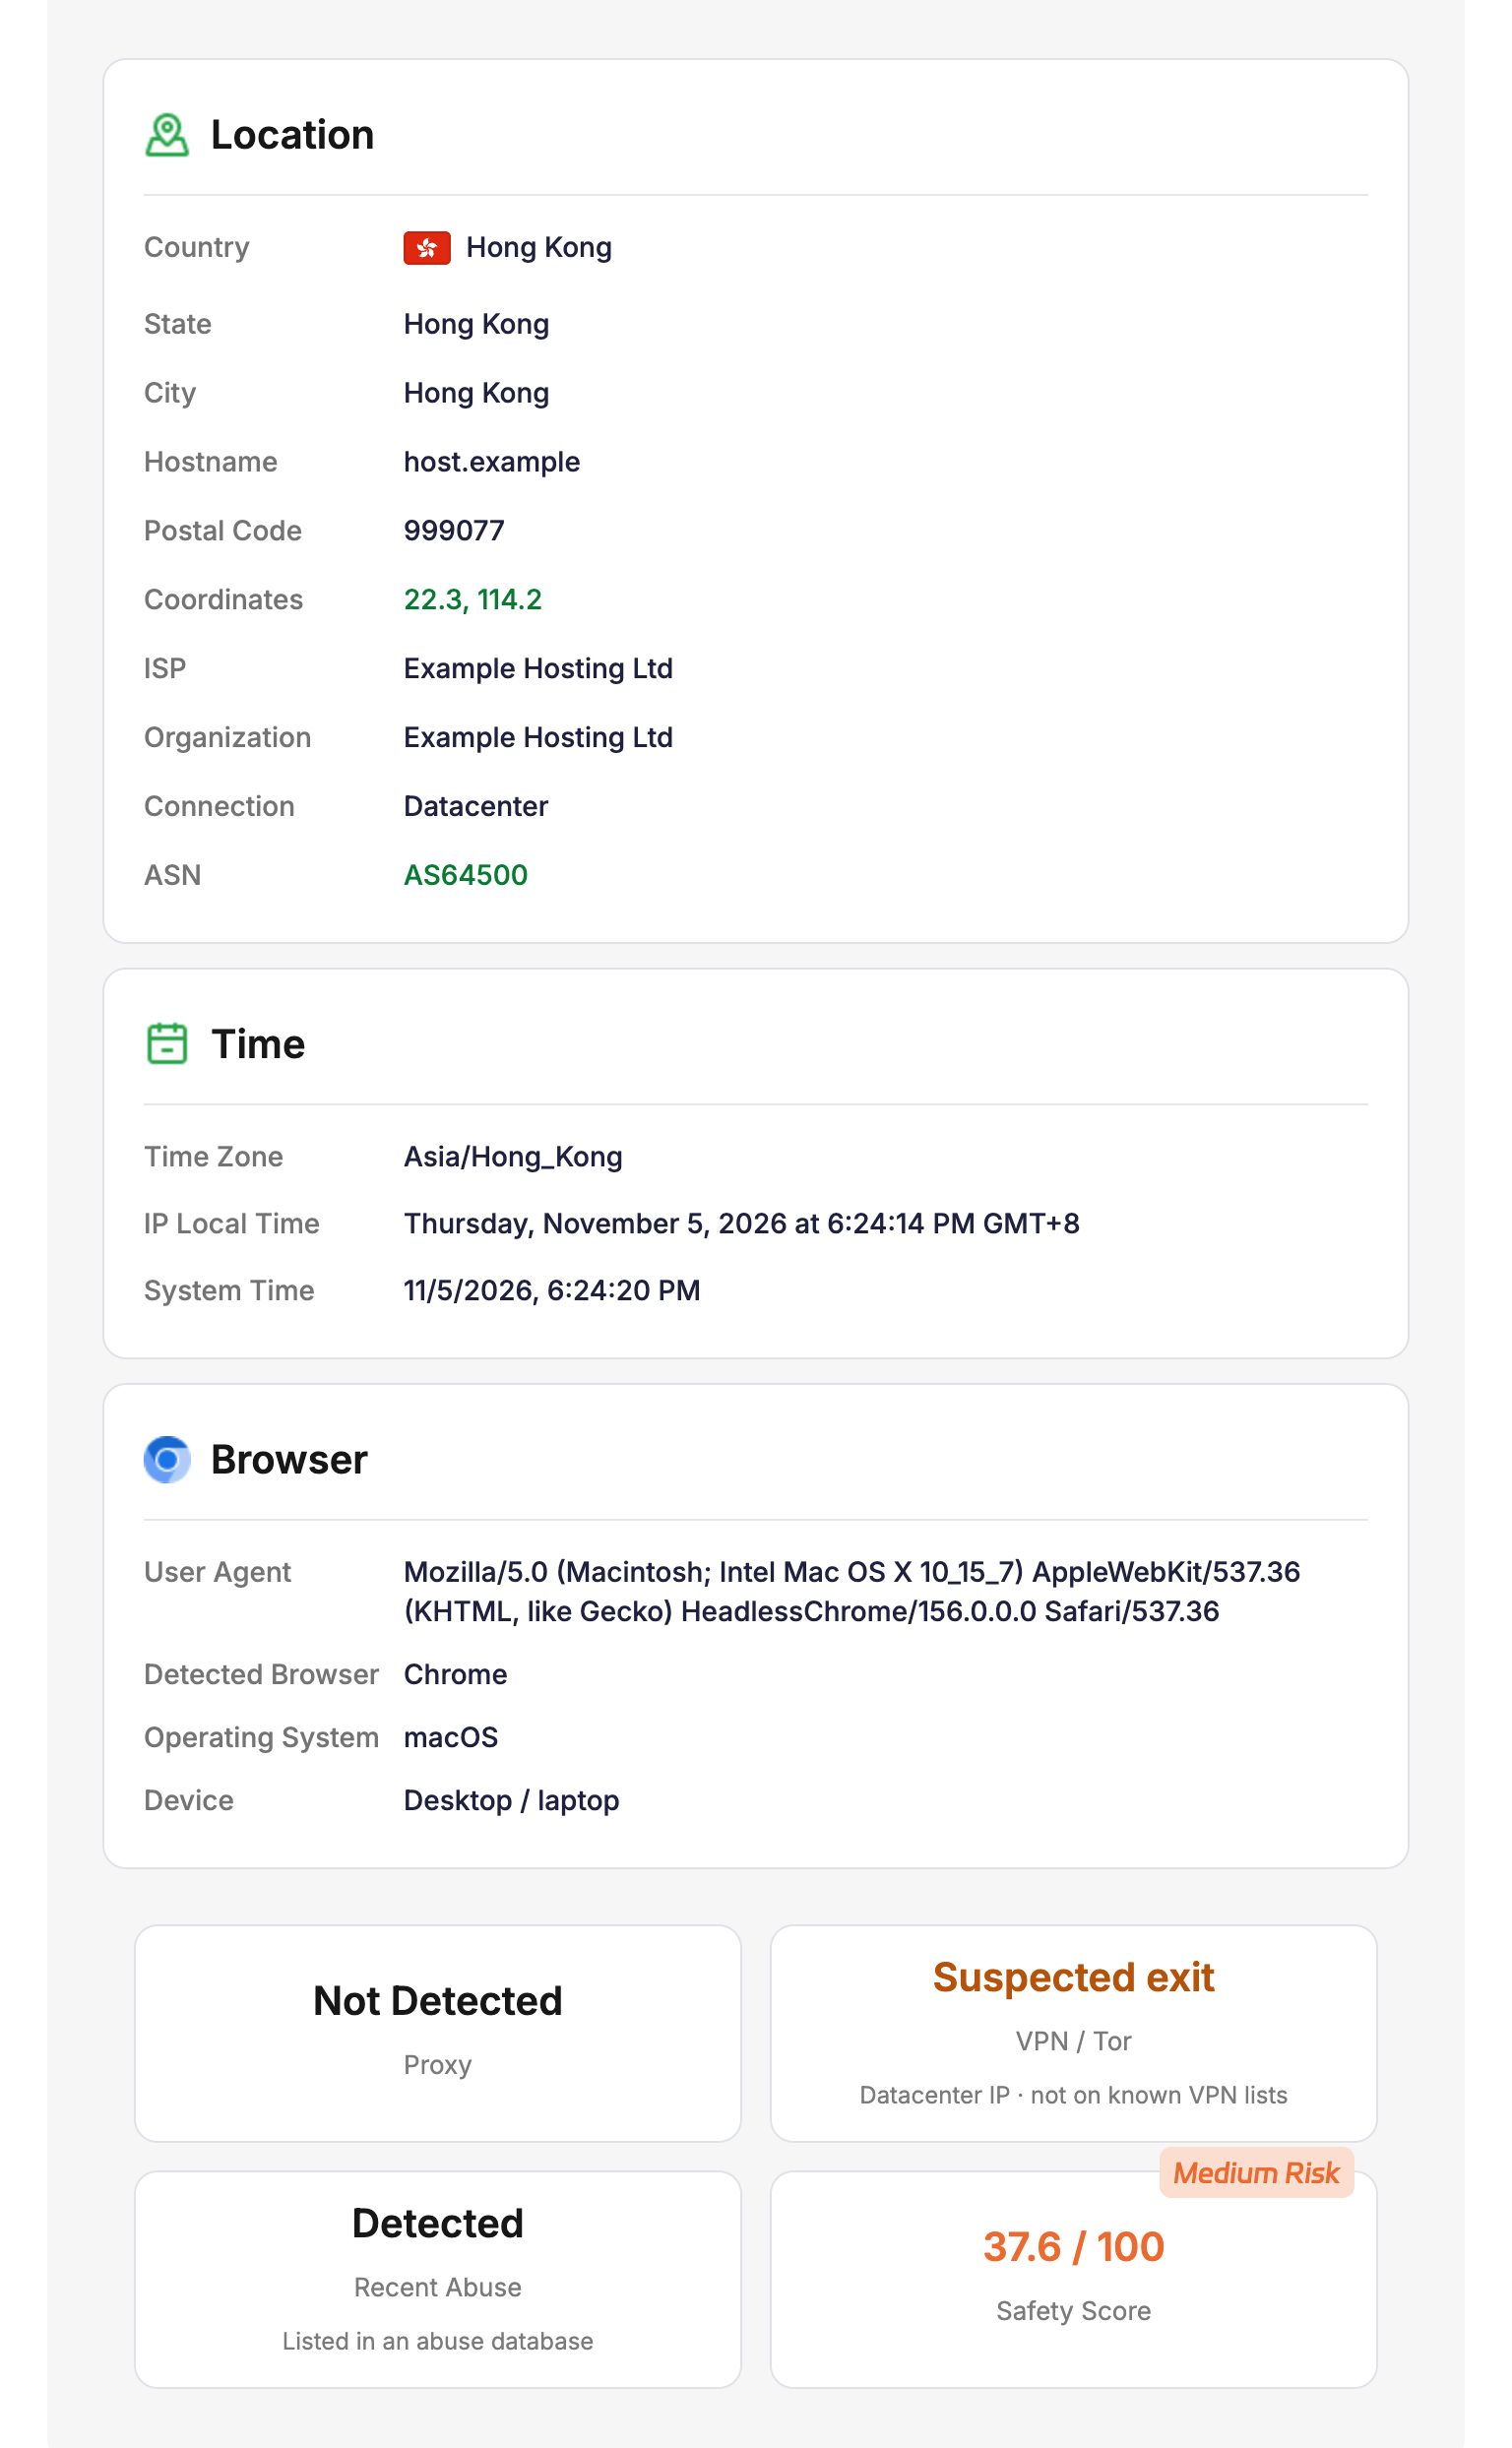 Location
Country Hong Kong
State Hong Kong
City Hong Kong
Hostname host.example
Postal Code 999077
Coordinates 22.3, 114.2
ISP Example Hosting Ltd
Organization Example Hosting Ltd
Connection Datacenter
ASN AS64500
Time
Time Zone Asia/Hong_Kong
IP Local Time Thursday, November 5, 2026 at 6:24:14 PM GMT+8
System Time 11/5/2026, 6:24:20 PM
Browser
User Agent Mozilla/5.0 (Macintosh; Intel Mac OS X 10_15_7) AppleWebKit/537.36
(KHTML, like Gecko) HeadlessChrome/156.0.0.0 Safari/537.36
Detected Browser Chrome
Operating System macOS
Device Desktop / laptop
Not Detected
Proxy
Suspected exit
VPN / Tor
Datacenter IP · not on known VPN lists
Detected
Recent Abuse
Listed in an abuse database
Medium Risk
37.6 / 100
Safety Score